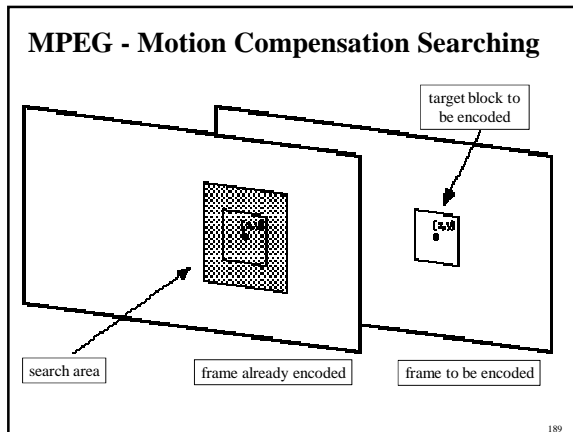 MPEG - Motion Compensation Searching
target block to
be encoded
search area
frame already encoded
frame to be encoded
189